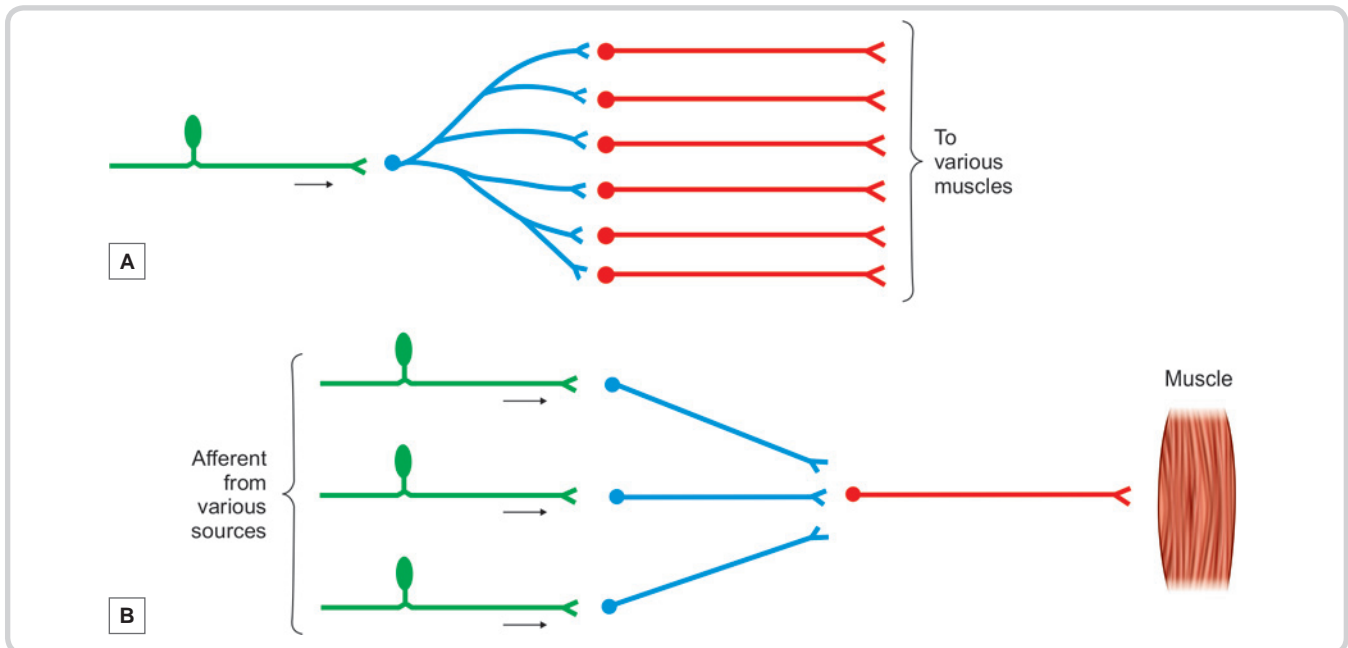 To
various
muscles
A
Muscle
Afferent
from
various
sources
B